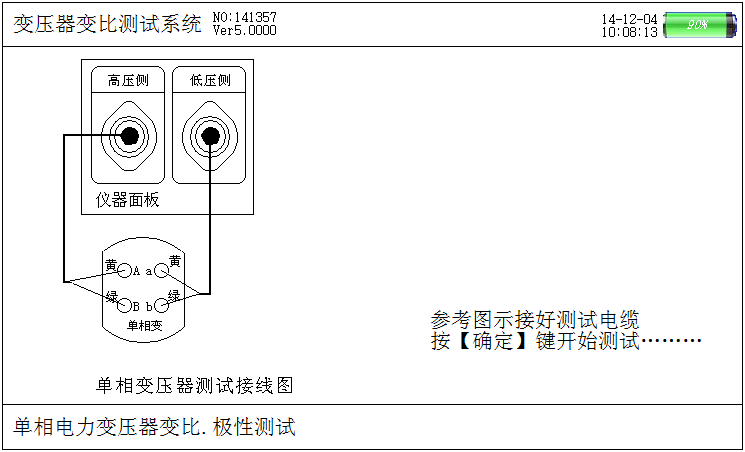 变压器变比测试系统 NO:141357
Ver5.0000
14-12-04
10:08:13
90%
高压侧 低压侧
仪器面板
黄 A a 黄
绿 B b 绿
单相变
参考图示接好测试电缆
按【确定】键开始测试………
单相变压器测试接线图
单相电力变压器变比.极性测试